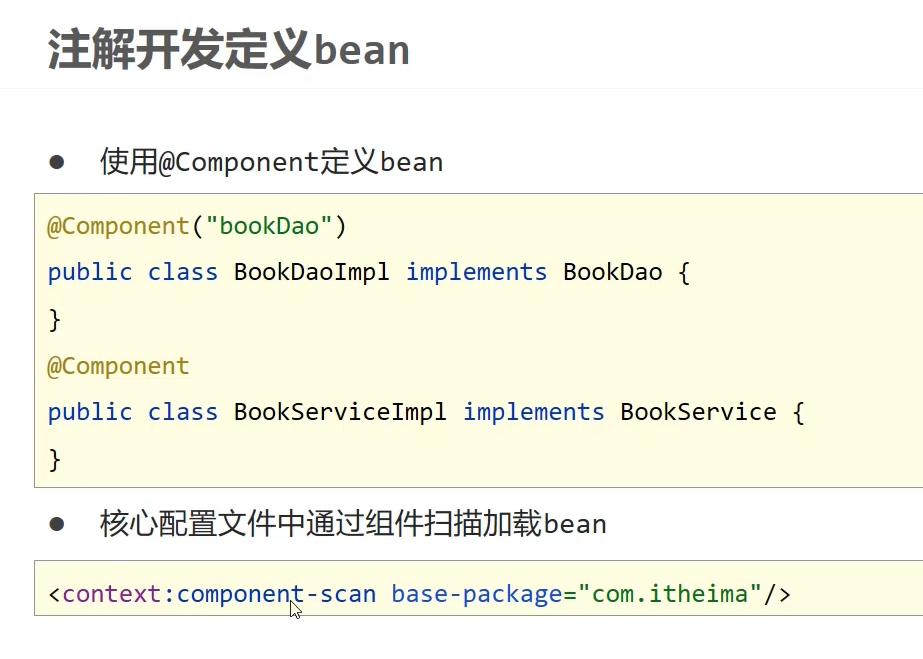 注解开发定义bean
● 使用@Component定义bean
@Component("bookDao")
public class BookDaoImpl implements BookDao {
}
@Component
public class BookServiceImpl implements BookService {
}
● 核心配置文件中通过组件扫描加载bean
<context:component-scan base-package="com.itheima"/>